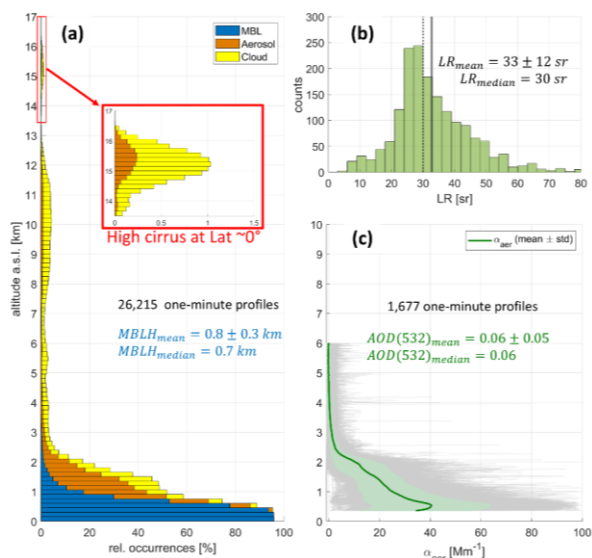 (a)
MBL
Aerosol
Cloud
17
16
15
14
13
12
11
10
9
8
7
6
5
4
3
2
1
0
altitude a.s.l. [km]
17
16
15
14
0 0.5 1 1.5
High cirrus at Lat ~0°
26,215 one-minute profiles
MBLH_mean = 0.8 ± 0.3 km
MBLH_median = 0.7 km
0 20 40 60 80 100
rel. occurrences [%]
(b)
300
250
200
150
100
50
0
counts
LR_mean = 33 ± 12 sr
LR_median = 30 sr
0 10 20 30 40 50 60 70 80
LR [sr]
(c)
α_aer (mean ± std)
10
9
8
7
6
5
4
3
2
1
0
1,677 one-minute profiles
AOD(532)_mean = 0.06 ± 0.05
AOD(532)_median = 0.06
0 20 40 60 80 100
α_aer [Mm⁻¹]